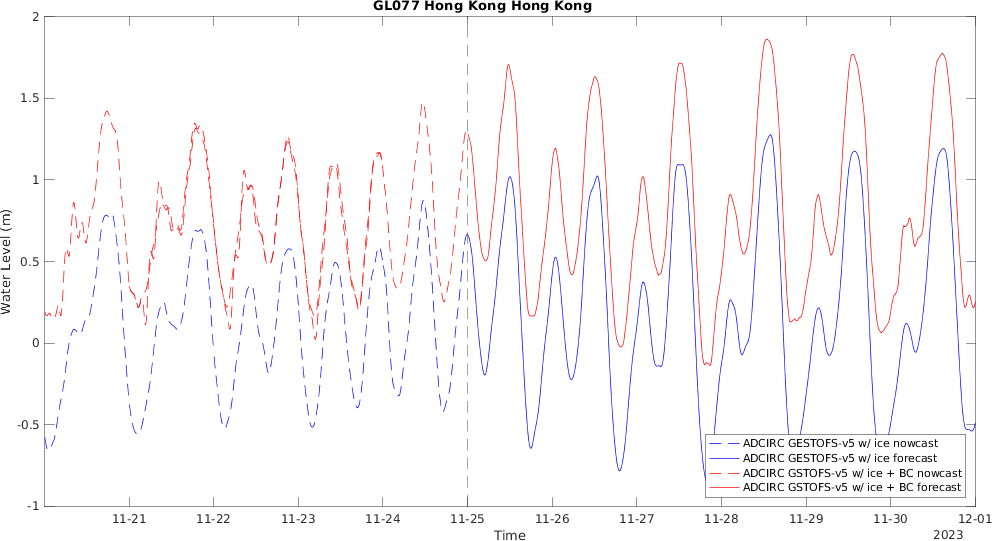 GL077 Hong Kong Hong Kong
Water Level (m)
2
1.5
1
0.5
0
-0.5
-1
11-21
11-22
11-23
11-24
11-25
11-26
11-27
11-28
11-29
11-30
12-01
Time
2023
ADCIRC GESTOFS-v5 w/ ice nowcast
ADCIRC GESTOFS-v5 w/ ice forecast
ADCIRC GSTOFS-v5 w/ ice + BC nowcast
ADCIRC GSTOFS-v5 w/ ice + BC forecast